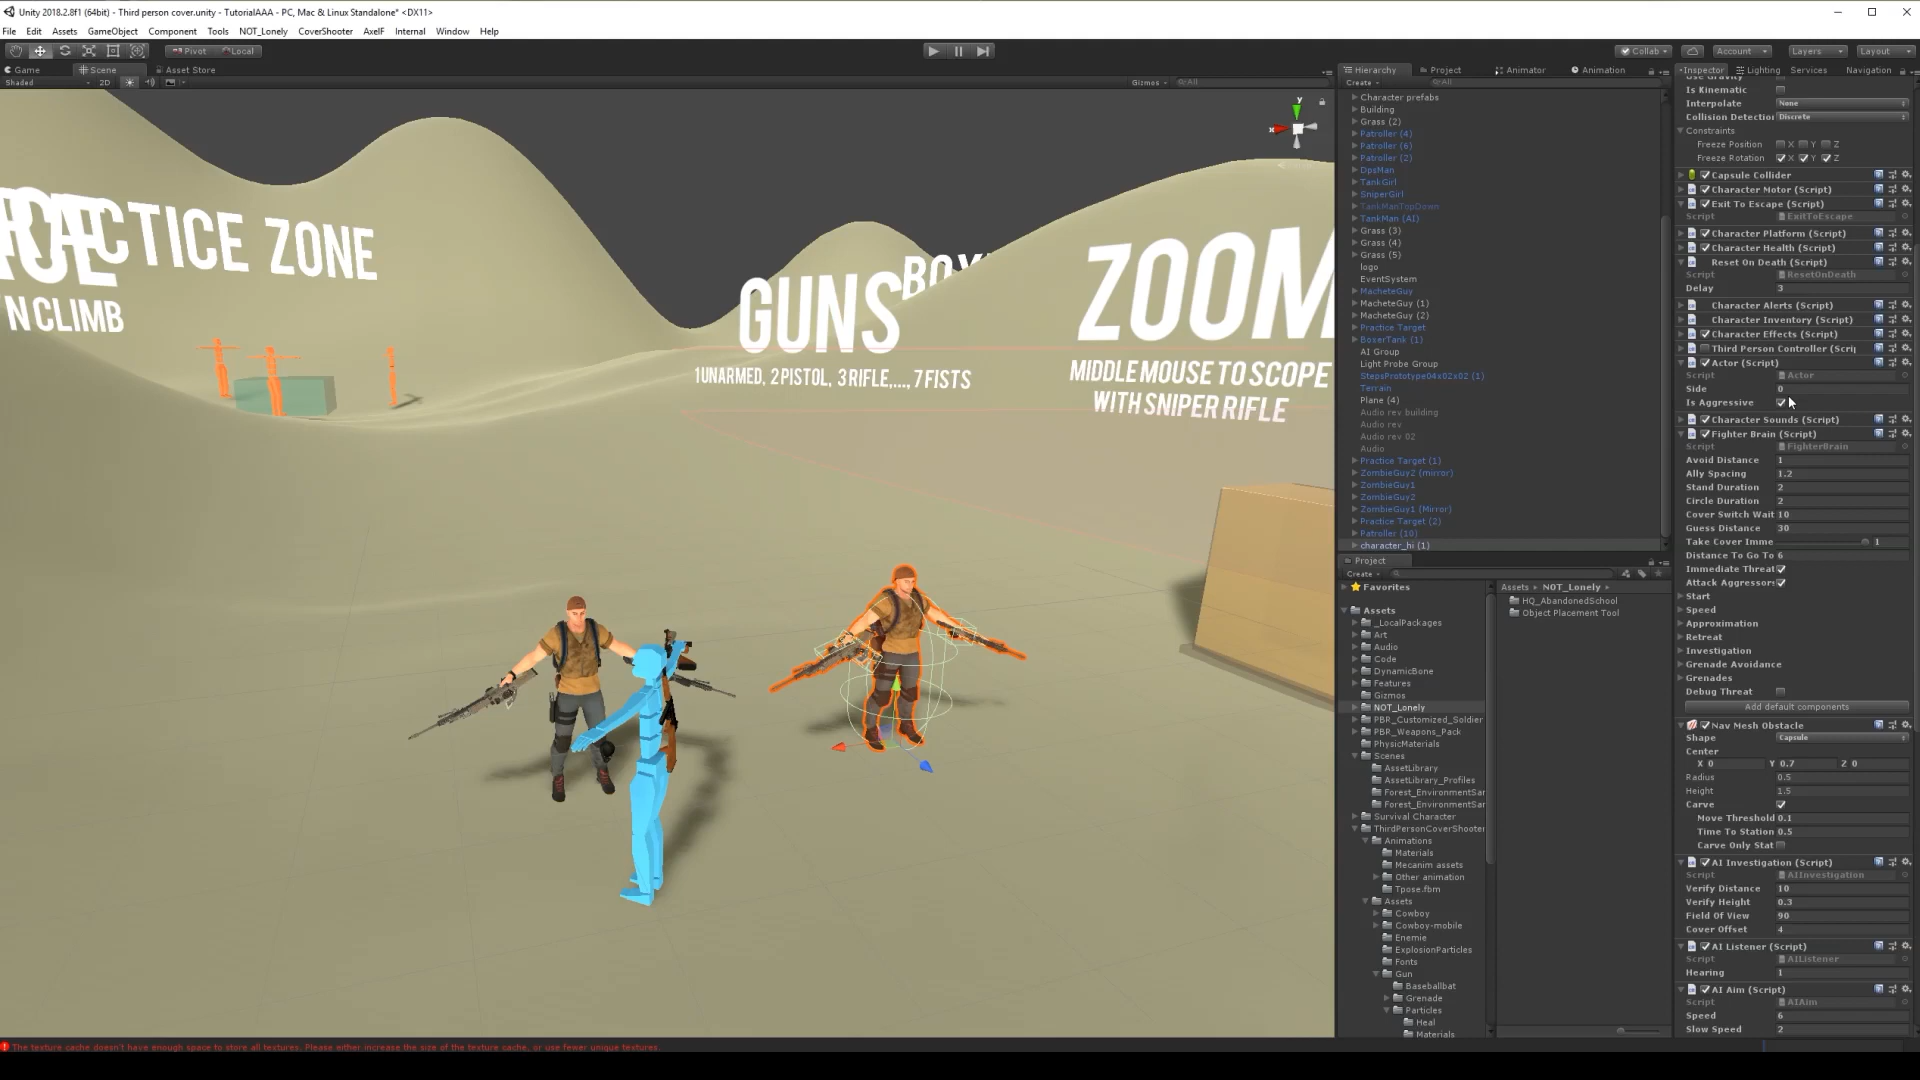 Unity 2018.2.8f1 (64bit) - Third person cover.unity - TutorialAAA - PC, Mac & Linux Standalone* <DX11>
File Edit Assets GameObject Component Tools NOT_Lonely CoverShooter AxelF Internal Window Help
Pivot Local
Collab Account Layers Layout
Game Scene Asset Store
Shaded 2D Gizmos All
PRACTICE ZONE
N CLIMB
GUNS
1 UNARMED, 2 PISTOL, 3 RIFLE,..., 7 FISTS
ZOOM
MIDDLE MOUSE TO SCOPE
WITH SNIPER RIFLE
Hierarchy Project Animator Animation
Create All
Character prefabs
Building
Grass (2)
Patroller (4)
Patroller (6)
Patroller (2)
DpsMan
TankGirl
SniperGirl
TankManTopDown
TankMan (AI)
Grass (3)
Grass (4)
Grass (5)
logo
EventSystem
MacheteGuy
MacheteGuy (1)
MacheteGuy (2)
Practice Target
BoserTank (1)
AI Group
Light Probe Group
StepsPrototype04x02x02 (1)
Terrain
Plane (4)
Audio rev building
Audio rev
Audio rev 02
Audio
Practice Target (1)
ZombieGuy2 (mirror)
ZombieGuy1
ZombieGuy2
ZombieGuy1 (Mirror)
Practice Target (2)
Patroller (10)
character_hi (1)
Project
Create
Favorites
Assets
_LocalPackages
Art
Audio
Code
DynamicBone
Features
Gizmos
NOT_Lonely
PBR_Customized_Soldier
PBR_Weapons_Pack
PhysicMaterials
Scenes
AssetLibrary
AssetLibrary_Profiles
Forest_EnvironmentSar
Forest_EnvironmentSar
Survival Character
ThirdPersonCoverShooter
Animations
Materials
Mecanim assets
Other animation
Tpose.fbm
Assets
Cowboy
Cowboy-mobile
Enemie
ExplosionParticles
Fonts
Gun
Baseballbat
Grenade
Particles
Heal
Materials
Assets NOT_Lonely
HQ_AbandonedSchool
Object Placement Tool
Inspector Lighting Services Navigation
Use Gravity
Is Kinematic
Interpolate None
Collision Detection Discrete
Constraints
Freeze Position X Y Z
Freeze Rotation X Y Z
Capsule Collider
Character Motor (Script)
Exit To Escape (Script)
Script ExitToEscape
Character Platform (Script)
Character Health (Script)
Reset On Death (Script)
Script ResetOnDeath
Delay 3
Character Alerts (Script)
Character Inventory (Script)
Character Effects (Script)
Third Person Controller (Scrip
Actor (Script)
Script Actor
Side 0
Is Aggressive
Character Sounds (Script)
Fighter Brain (Script)
Script FighterBrain
Avoid Distance 1
Ally Spacing 1.2
Stand Duration 2
Circle Duration 2
Cover Switch Wait 10
Guess Distance 30
Take Cover Imme 1
Distance To Go To 6
Immediate Threat
Attack Aggressors
Start
Speed
Approximation
Retreat
Investigation
Grenade Avoidance
Grenades
Debug Threat
Add default components
Nav Mesh Obstacle
Shape Capsule
Center
X 0 Y 0.7 Z 0
Radius 0.5
Height 1.5
Carve
Move Threshold 0.1
Time To Station 0.5
Carve Only Stat
AI Investigation (Script)
Script AIInvestigation
Verify Distance 10
Verify Height 0.3
Field Of View 90
Cover Offset 4
AI Listener (Script)
Script AIListener
Hearing 1
AI Aim (Script)
Script AIAim
Speed 6
Slow Speed 2
The texture cache doesn't have enough space to store all textures. Please either increase the size of the texture cache, or use fewer unique textures.